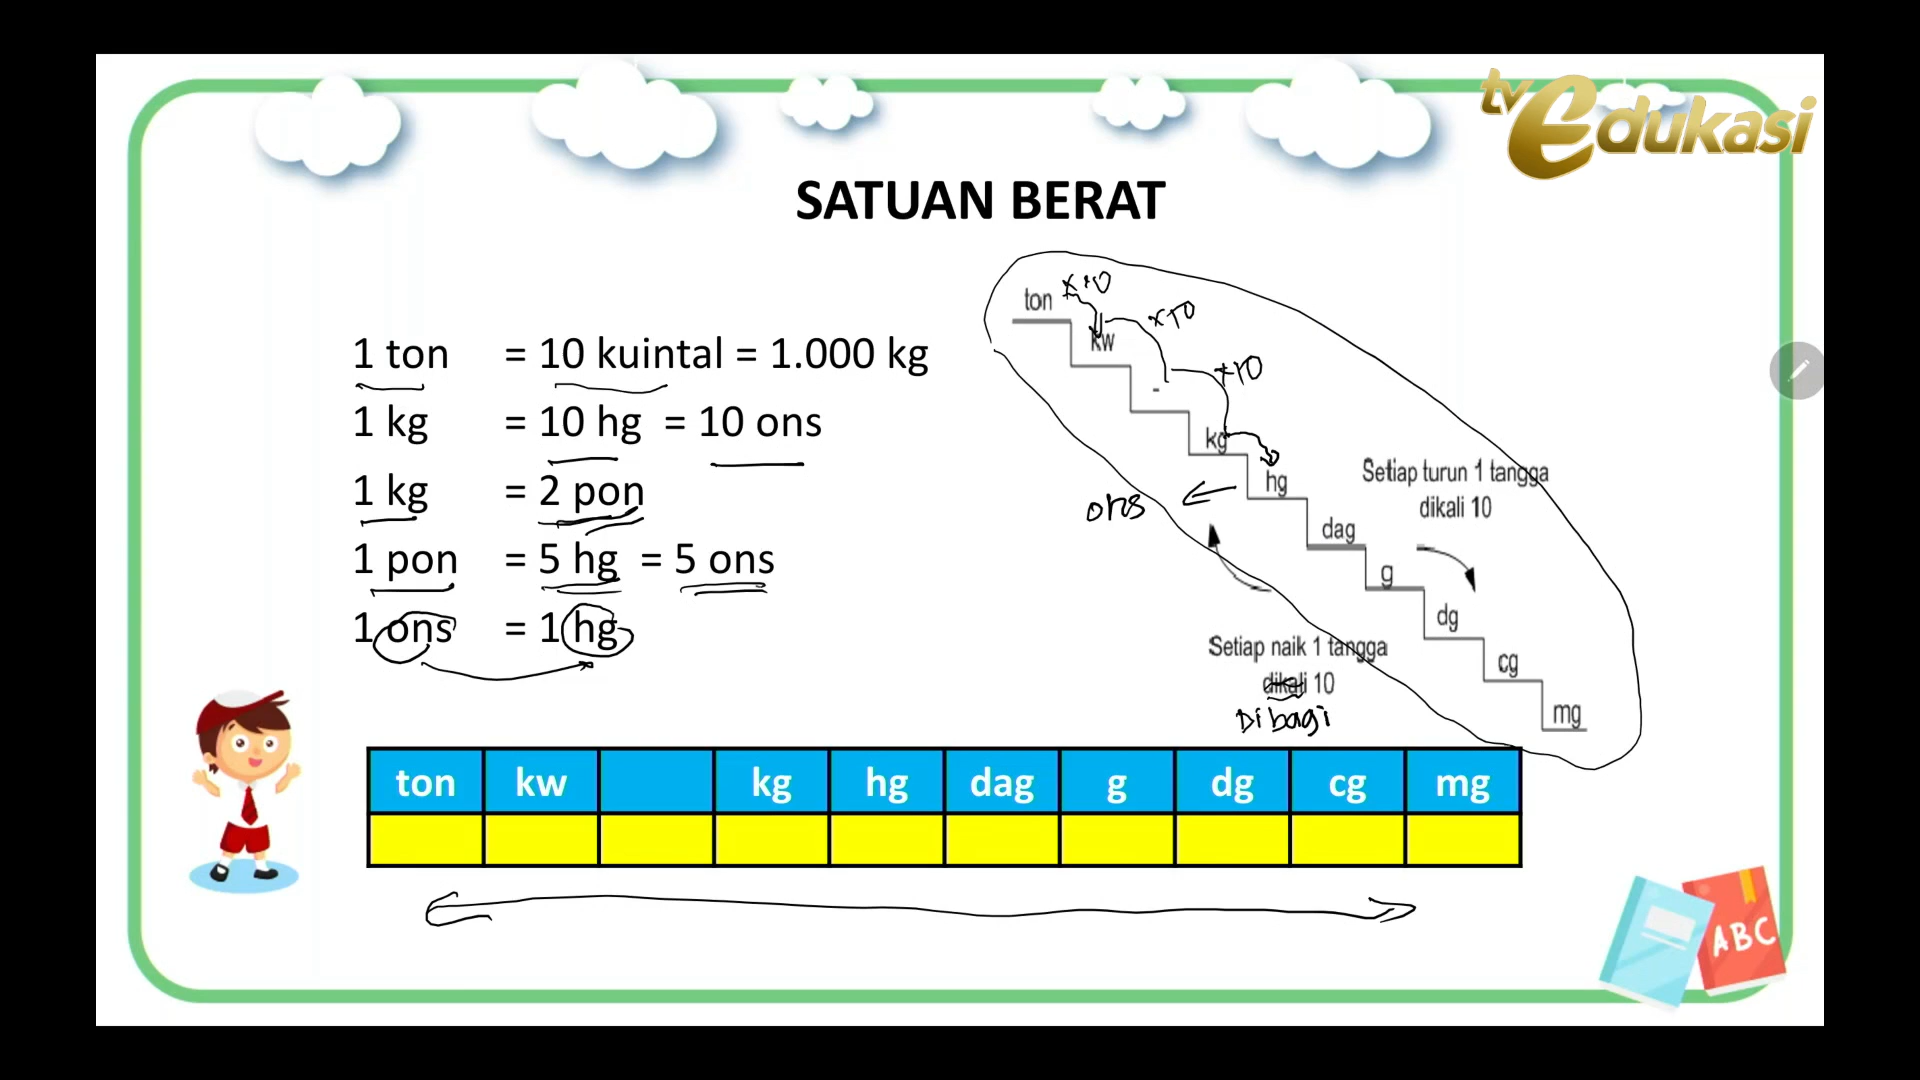 tv Edukasi
SATUAN BERAT
1 ton = 10 kuintal = 1.000 kg
1 kg = 10 hg = 10 ons
1 kg = 2 pon
1 pon = 5 hg = 5 ons
1 ons = 1 hg
ton
x10
kw
x10
-
x10
kg
hg
ons
dag
g
dg
cg
mg
Setiap turun 1 tangga
dikali 10
Setiap naik 1 tangga
dikali 10
Dibagi
ton kw kg hg dag g dg cg mg
ABC